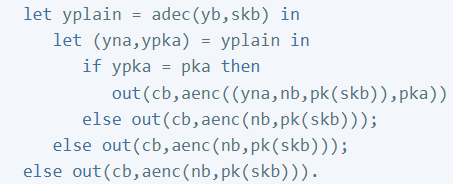 let yplain = adec(yb,skb) in
let (yna,ypka) = yplain in
if ypka = pka then
out(cb,aenc((yna,nb,pk(skb)),pka))
else out(cb,aenc(nb,pk(skb)));
else out(cb,aenc(nb,pk(skb)));
else out(cb,aenc(nb,pk(skb))).